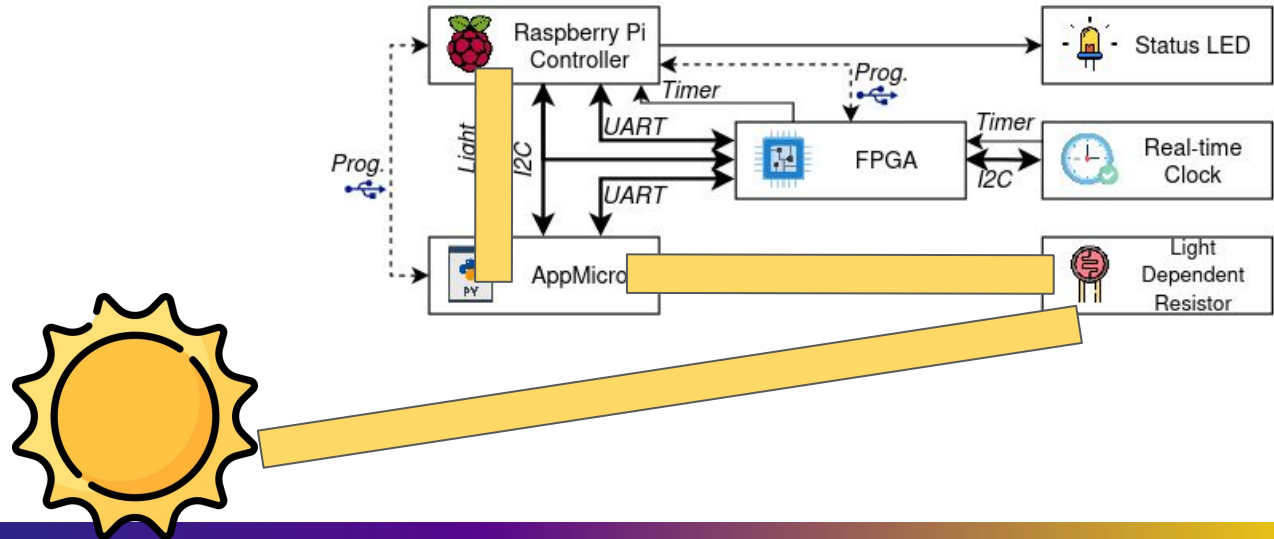 Raspberry Pi
Controller
Status LED
Prog.
Timer
UART
Timer
Light
I2C
FPGA
Real-time
Clock
Prog.
I2C
UART
PY
AppMicro
Light
Dependent
Resistor